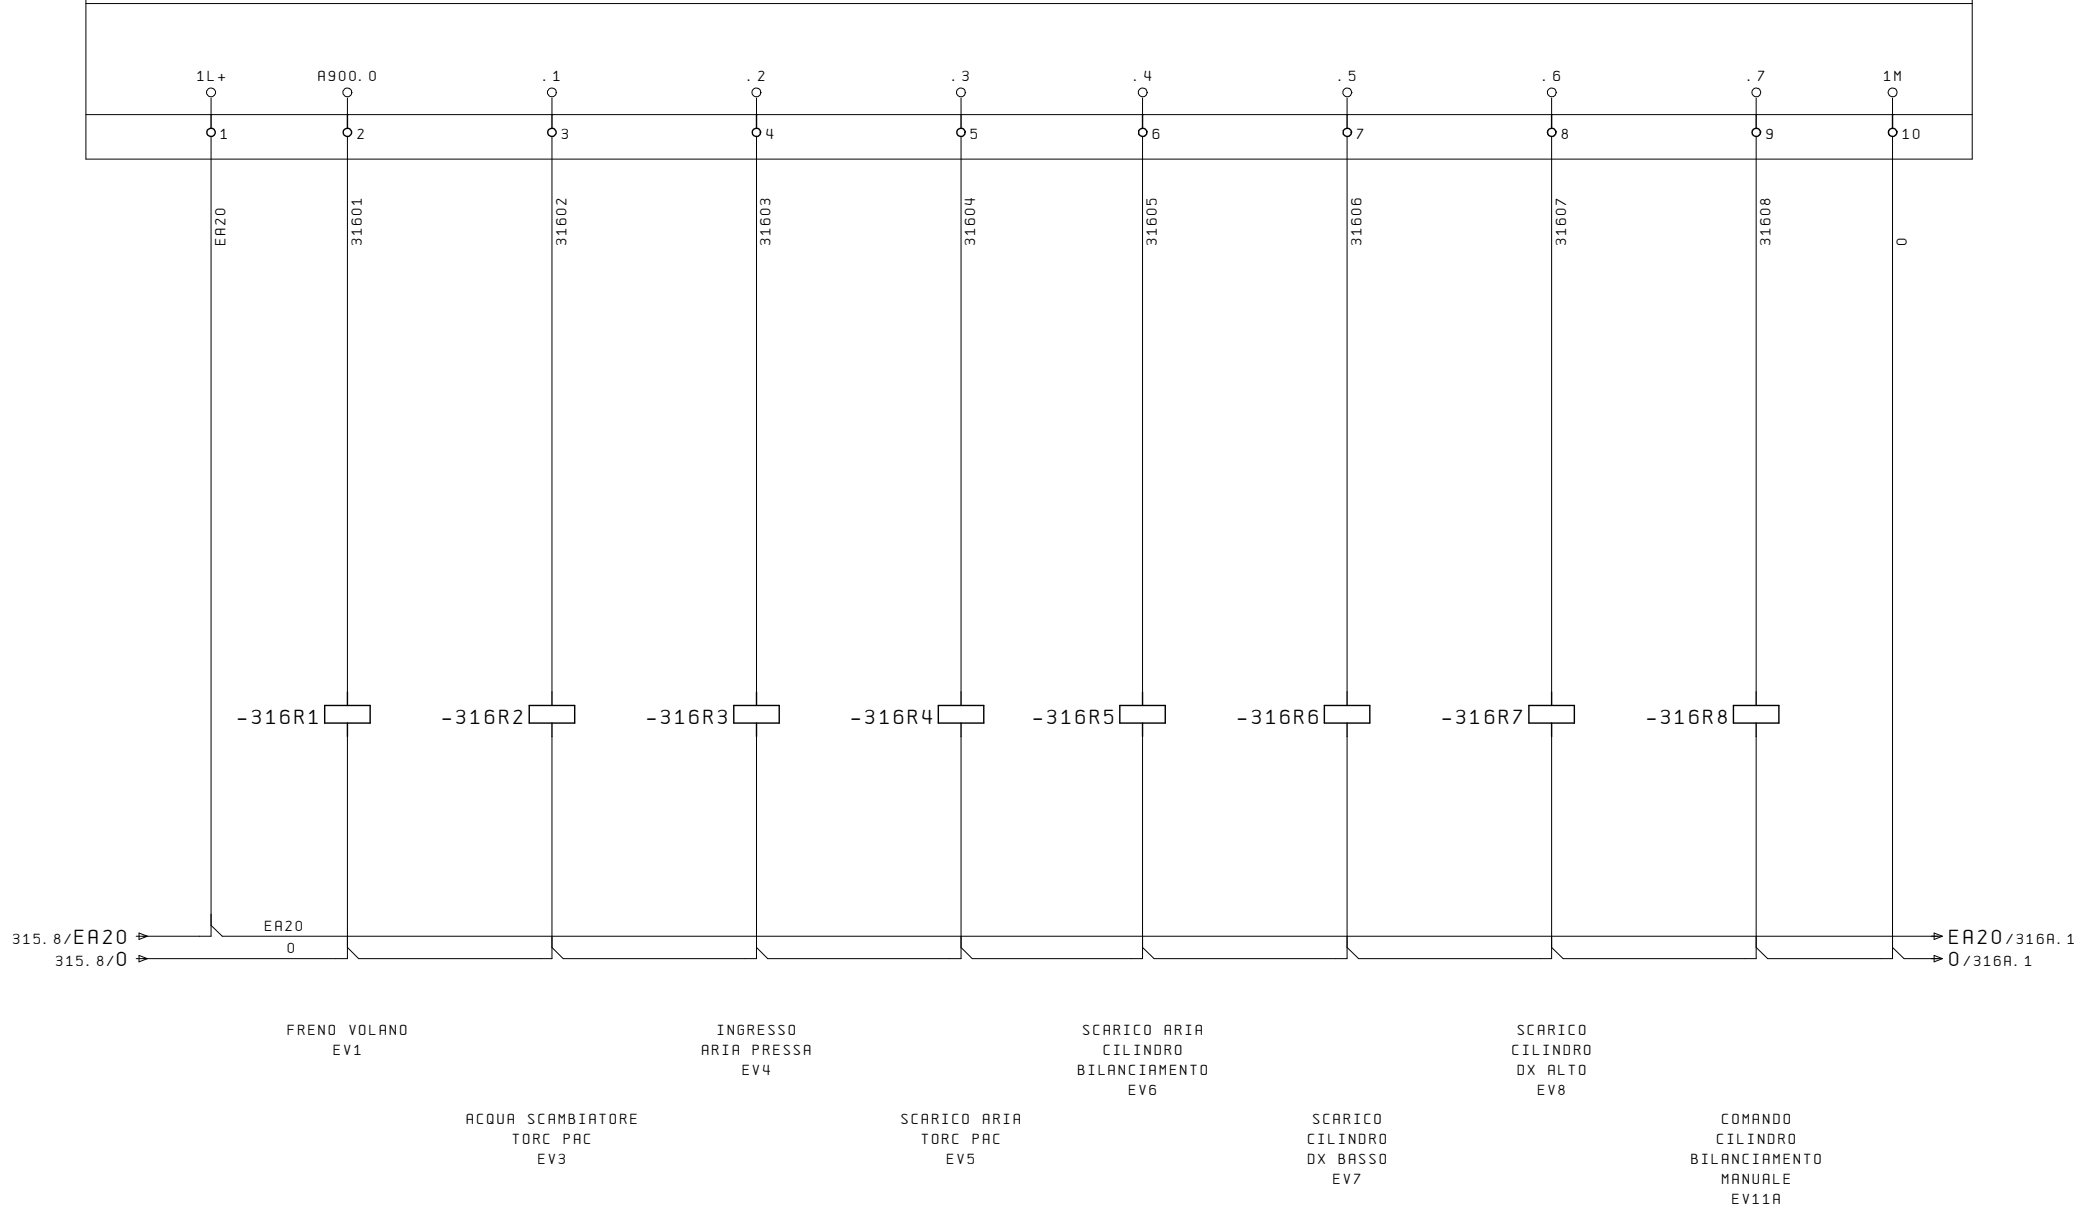 1L+ A900.0 .1 .2 .3 .4 .5 .6 .7 1M
1 2 3 4 5 6 7 8 9 10
EA20 31601 31602 31603 31604 31605 31606 31607 31608 0
-316R1 -316R2 -316R3 -316R4 -316R5 -316R6 -316R7 -316R8
EA20
315.8/EA20
EA20/316A.1
0
315.8/0
0/316A.1
FRENO VOLANO
EV1
ACQUA SCAMBIATORE
TORC PAC
EV3
INGRESSO
ARIA PRESSA
EV4
SCARICO ARIA
TORC PAC
EV5
SCARICO ARIA
CILINDRO
BILANCIAMENTO
EV6
SCARICO
CILINDRO
DX BASSO
EV7
SCARICO
CILINDRO
DX ALTO
EV8
COMANDO
CILINDRO
BILANCIAMENTO
MANUALE
EV11A